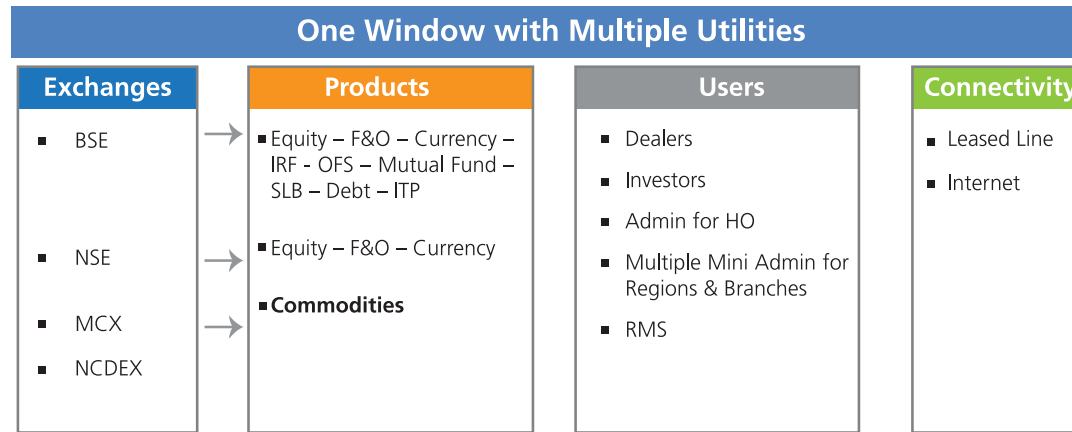 One Window with Multiple Utilities
Exchanges
BSE
NSE
MCX
NCDEX
Products
Equity – F&O – Currency –
IRF - OFS – Mutual Fund –
SLB – Debt – ITP
Equity – F&O – Currency
Commodities
Users
Dealers
Investors
Admin for HO
Multiple Mini Admin for
Regions & Branches
RMS
Connectivity
Leased Line
Internet